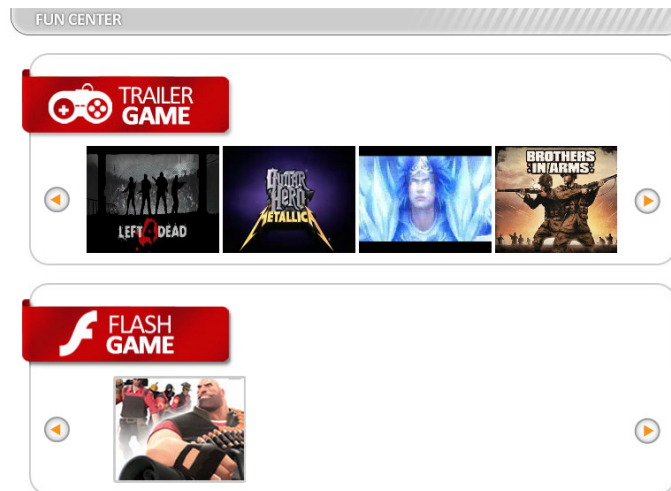 FUN CENTER
TRAILER
GAME
LEFT 4 DEAD
GUITAR
HERO
METALLICA
BROTHERS
IN ARMS:
FLASH
GAME